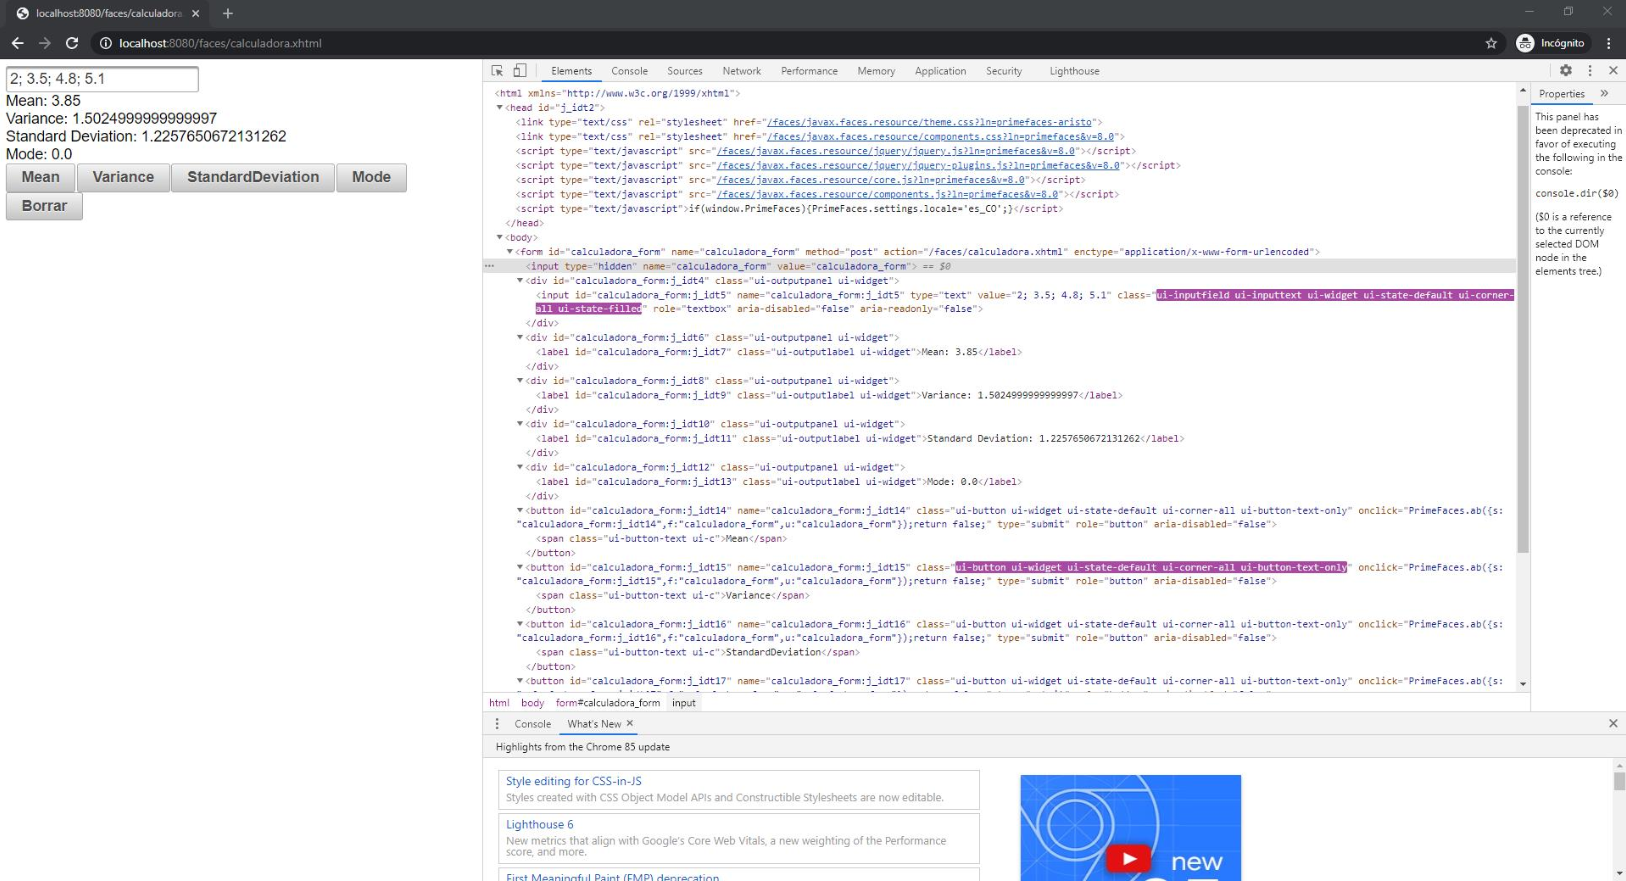 localhost:8080/faces/calculadora
localhost:8080/faces/calculadora.xhtml
Incógnito
2; 3.5; 4.8; 5.1
Mean: 3.85
Variance: 1.5024999999999997
Standard Deviation: 1.2257650672131262
Mode: 0.0
Mean Variance StandardDeviation Mode
Borrar
Elements Console Sources Network Performance Memory Application Security Lighthouse
<html xmlns="http://www.w3c.org/1999/xhtml">
<head id="j_idt2">
<link type="text/css" rel="stylesheet" href="/faces/javax.faces.resource/theme.css?ln=primefaces-aristo">
<link type="text/css" rel="stylesheet" href="/faces/javax.faces.resource/components.css?ln=primefaces&v=8.0">
<script type="text/javascript" src="/faces/javax.faces.resource/jquery/jquery.js?ln=primefaces&v=8.0"></script>
<script type="text/javascript" src="/faces/javax.faces.resource/jquery/jquery-plugins.js?ln=primefaces&v=8.0"></script>
<script type="text/javascript" src="/faces/javax.faces.resource/core.js?ln=primefaces&v=8.0"></script>
<script type="text/javascript" src="/faces/javax.faces.resource/components.js?ln=primefaces&v=8.0"></script>
<script type="text/javascript">if(window.PrimeFaces){PrimeFaces.settings.locale='es_CO';}</script>
</head>
<body>
<form id="calculadora_form" name="calculadora_form" method="post" action="/faces/calculadora.xhtml" enctype="application/x-www-form-urlencoded">
<input type="hidden" name="calculadora_form" value="calculadora_form"> == $0
<div id="calculadora_form:j_idt4" class="ui-outputpanel ui-widget">
<input id="calculadora_form:j_idt5" name="calculadora_form:j_idt5" type="text" value="2; 3.5; 4.8; 5.1" class="ui-inputfield ui-inputtext ui-widget ui-state-default ui-corner-
all ui-state-filled" role="textbox" aria-disabled="false" aria-readonly="false">
</div>
<div id="calculadora_form:j_idt6" class="ui-outputpanel ui-widget">
<label id="calculadora_form:j_idt7" class="ui-outputlabel ui-widget">Mean: 3.85</label>
</div>
<div id="calculadora_form:j_idt8" class="ui-outputpanel ui-widget">
<label id="calculadora_form:j_idt9" class="ui-outputlabel ui-widget">Variance: 1.5024999999999997</label>
</div>
<div id="calculadora_form:j_idt10" class="ui-outputpanel ui-widget">
<label id="calculadora_form:j_idt11" class="ui-outputlabel ui-widget">Standard Deviation: 1.2257650672131262</label>
</div>
<div id="calculadora_form:j_idt12" class="ui-outputpanel ui-widget">
<label id="calculadora_form:j_idt13" class="ui-outputlabel ui-widget">Mode: 0.0</label>
</div>
<button id="calculadora_form:j_idt14" name="calculadora_form:j_idt14" class="ui-button ui-widget ui-state-default ui-corner-all ui-button-text-only" onclick="PrimeFaces.ab({s:
"calculadora_form:j_idt14",f:"calculadora_form",u:"calculadora_form"});return false;" type="submit" role="button" aria-disabled="false">
<span class="ui-button-text ui-c">Mean</span>
</button>
<button id="calculadora_form:j_idt15" name="calculadora_form:j_idt15" class="ui-button ui-widget ui-state-default ui-corner-all ui-button-text-only" onclick="PrimeFaces.ab({s:
"calculadora_form:j_idt15",f:"calculadora_form",u:"calculadora_form"});return false;" type="submit" role="button" aria-disabled="false">
<span class="ui-button-text ui-c">Variance</span>
</button>
<button id="calculadora_form:j_idt16" name="calculadora_form:j_idt16" class="ui-button ui-widget ui-state-default ui-corner-all ui-button-text-only" onclick="PrimeFaces.ab({s:
"calculadora_form:j_idt16",f:"calculadora_form",u:"calculadora_form"});return false;" type="submit" role="button" aria-disabled="false">
<span class="ui-button-text ui-c">StandardDeviation</span>
</button>
<button id="calculadora_form:j_idt17" name="calculadora_form:j_idt17" class="ui-button ui-widget ui-state-default ui-corner-all ui-button-text-only" onclick="PrimeFaces.ab({s:
html body form#calculadora_form input
Properties
This panel has
been deprecated in
favor of executing
the following in the
console:
console.dir($0)
($0 is a reference
to the currently
selected DOM
node in the
elements tree.)
Console What's New
Highlights from the Chrome 85 update
Style editing for CSS-in-JS
Styles created with CSS Object Model APIs and Constructible Stylesheets are now editable.
Lighthouse 6
New metrics that align with Google's Core Web Vitals, a new weighting of the Performance
score, and more.
First Meaningful Paint (FMP) deprecation
new